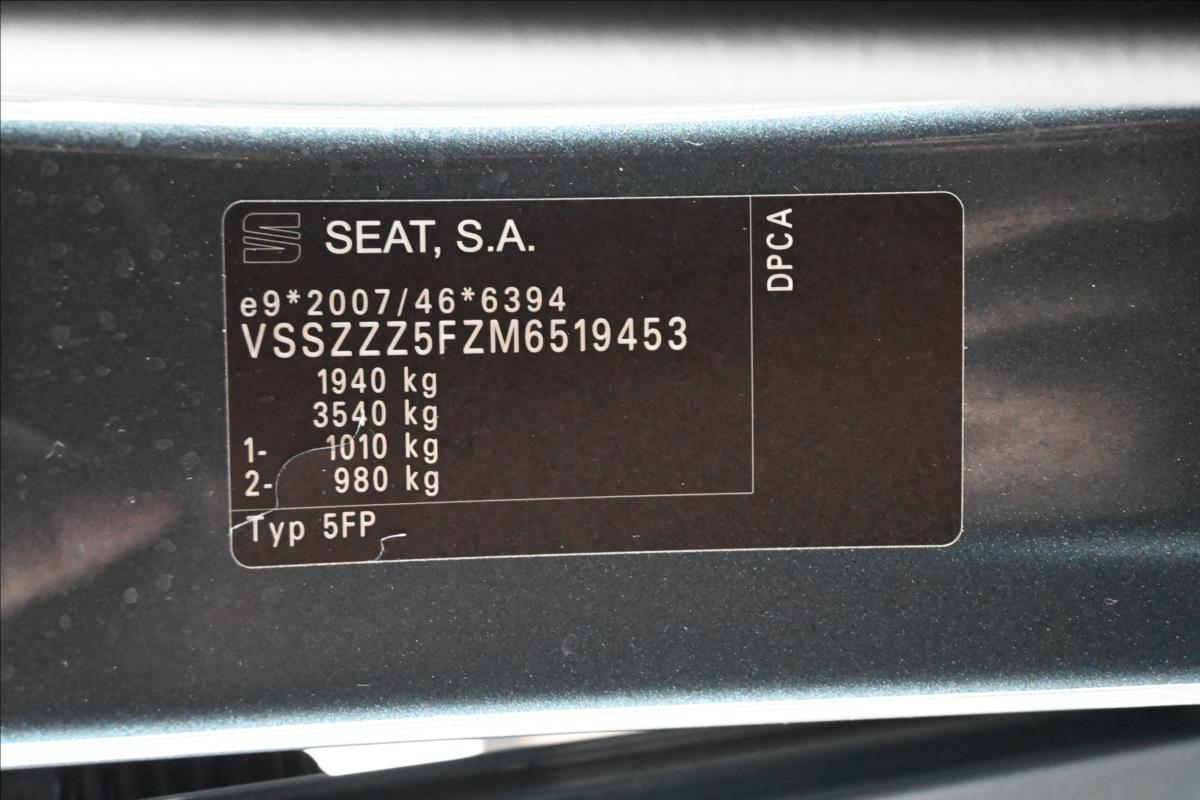 SEAT, S.A.
e9*2007/46*6394
VSSZZZ5FZM6519453
1940 kg
3540 kg
1- 1010 kg
2- 980 kg
Typ 5FP
DPCA